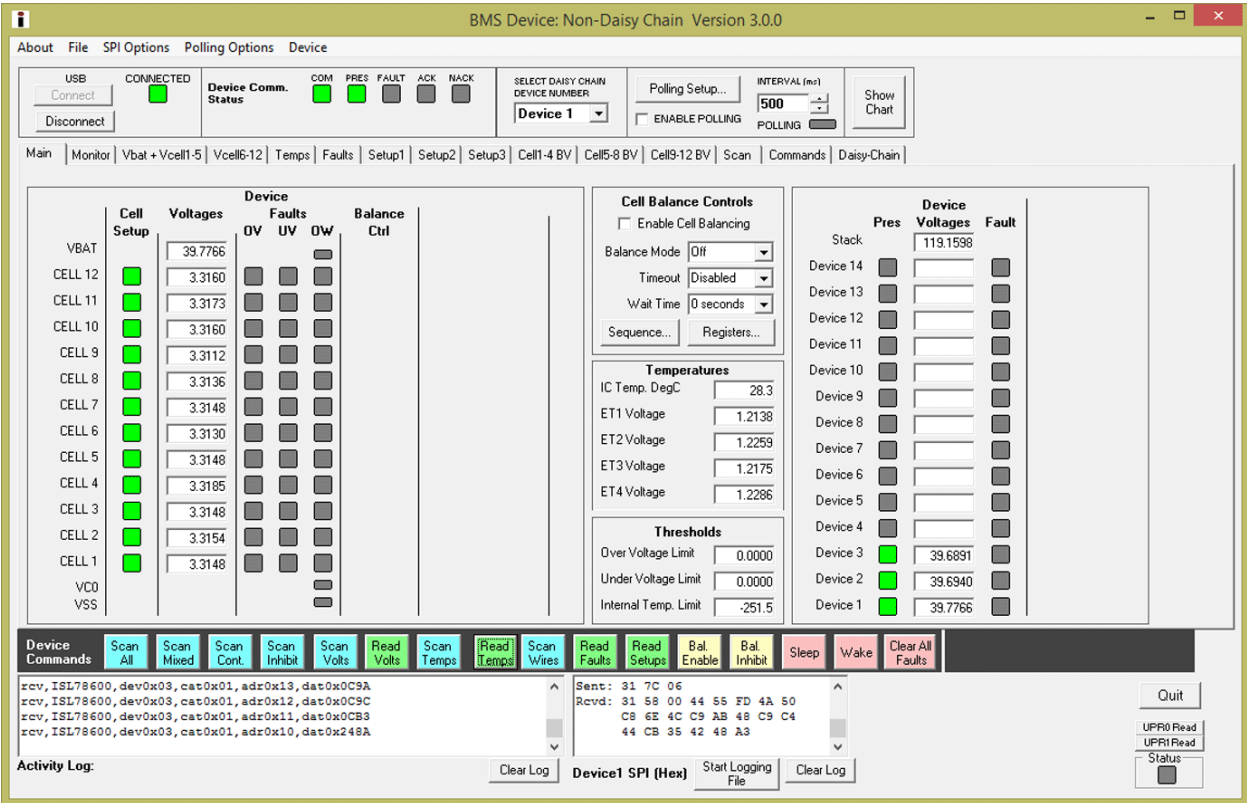 BMS Device: Non-Daisy Chain Version 3.0.0
About File SPI Options Polling Options Device
USB
Connect
Disconnect
CONNECTED
Device Comm.
Status
COM PRES FAULT ACK NACK
SELECT DAISY CHAIN
DEVICE NUMBER
Device 1
Polling Setup...
ENABLE POLLING
INTERVAL (ms)
500
POLLING
Show
Chart
Main Monitor Vbat + Vcell1-5 Vcell6-12 Temps Faults Setup1 Setup2 Setup3 Cell1-4 BV Cell5-8 BV Cell9-12 BV Scan Commands Daisy-Chain
Device
Cell
Setup
Voltages
Faults
OV UV OW
Balance
Ctrl
VBAT 39.7766
CELL 12 3.3160
CELL 11 3.3173
CELL 10 3.3160
CELL 9 3.3112
CELL 8 3.3136
CELL 7 3.3148
CELL 6 3.3130
CELL 5 3.3148
CELL 4 3.3185
CELL 3 3.3148
CELL 2 3.3154
CELL 1 3.3148
VC0
VSS
Cell Balance Controls
Enable Cell Balancing
Balance Mode Off
Timeout Disabled
Wait Time 0 seconds
Sequence... Registers...
Temperatures
IC Temp. DegC 28.3
ET1 Voltage 1.2138
ET2 Voltage 1.2259
ET3 Voltage 1.2175
ET4 Voltage 1.2286
Thresholds
Over Voltage Limit 0.0000
Under Voltage Limit 0.0000
Internal Temp. Limit -251.5
Device
Pres Voltages Fault
Stack 119.1598
Device 14
Device 13
Device 12
Device 11
Device 10
Device 9
Device 8
Device 7
Device 6
Device 5
Device 4
Device 3 39.6891
Device 2 39.6940
Device 1 39.7766
Device
Commands
Scan
All
Scan
Mixed
Scan
Cont.
Scan
Inhibit
Scan
Volts
Read
Volts
Scan
Temps
Read
Temps
Scan
Wires
Read
Faults
Read
Setups
Bal.
Enable
Bal.
Inhibit
Sleep
Wake
Clear All
Faults
rcv,ISL78600,dev0x03,cat0x01,adr0x13,dat0x0C9A
rcv,ISL78600,dev0x03,cat0x01,adr0x12,dat0x0C9C
rcv,ISL78600,dev0x03,cat0x01,adr0x11,dat0x0CB3
rcv,ISL78600,dev0x03,cat0x01,adr0x10,dat0x248A
Activity Log:
Clear Log
Sent: 31 7C 06
Rcvd: 31 58 00 44 55 FD 4A 50
C8 6E 4C C9 AB 48 C9 C4
44 CB 35 42 48 A3
Device1 SPI (Hex)
Start Logging
File
Clear Log
Quit
UPR0 Read
UPR1 Read
Status